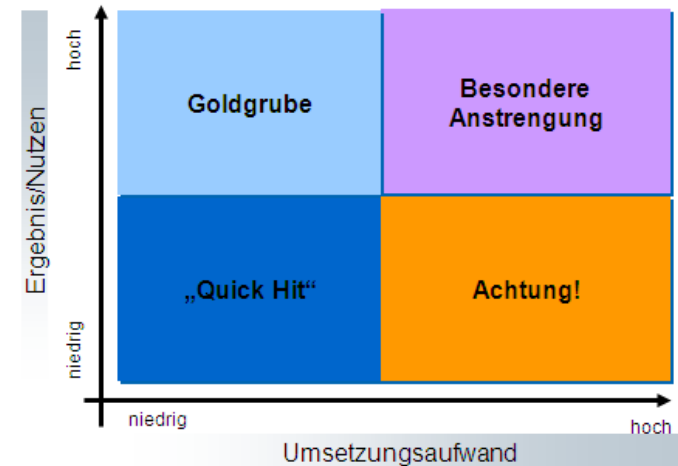 hoch
Ergebnis/Nutzen
niedrig
Goldgrube
Besondere
Anstrengung
„Quick Hit“
Achtung!
niedrig
hoch
Umsetzungsaufwand